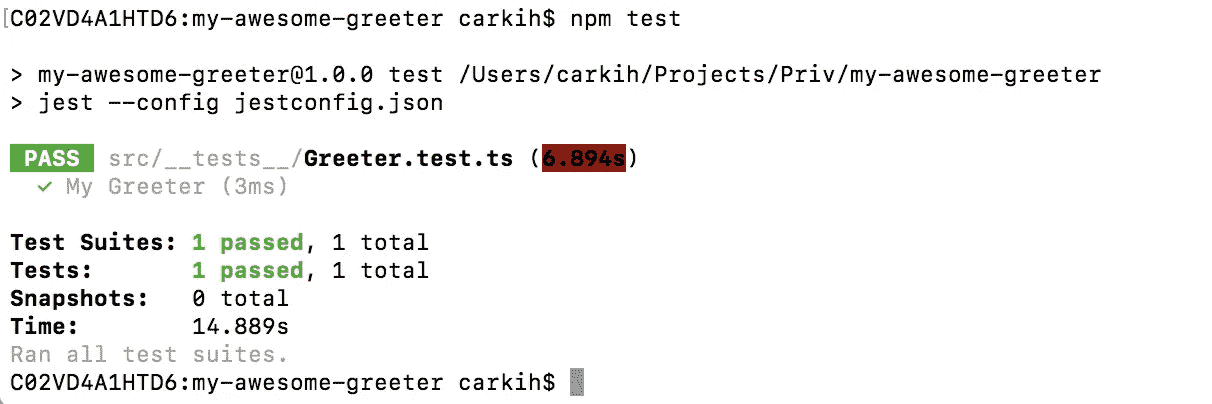 C02VD4A1HTD6:my-awesome-greeter carkih$ npm test
> my-awesome-greeter@1.0.0 test /Users/carkih/Projects/Priv/my-awesome-greeter
> jest --config jestconfig.json
PASS src/__tests__/Greeter.test.ts (6.894s)
✓ My Greeter (3ms)
Test Suites: 1 passed, 1 total
Tests: 1 passed, 1 total
Snapshots: 0 total
Time: 14.889s
Ran all test suites.
C02VD4A1HTD6:my-awesome-greeter carkih$